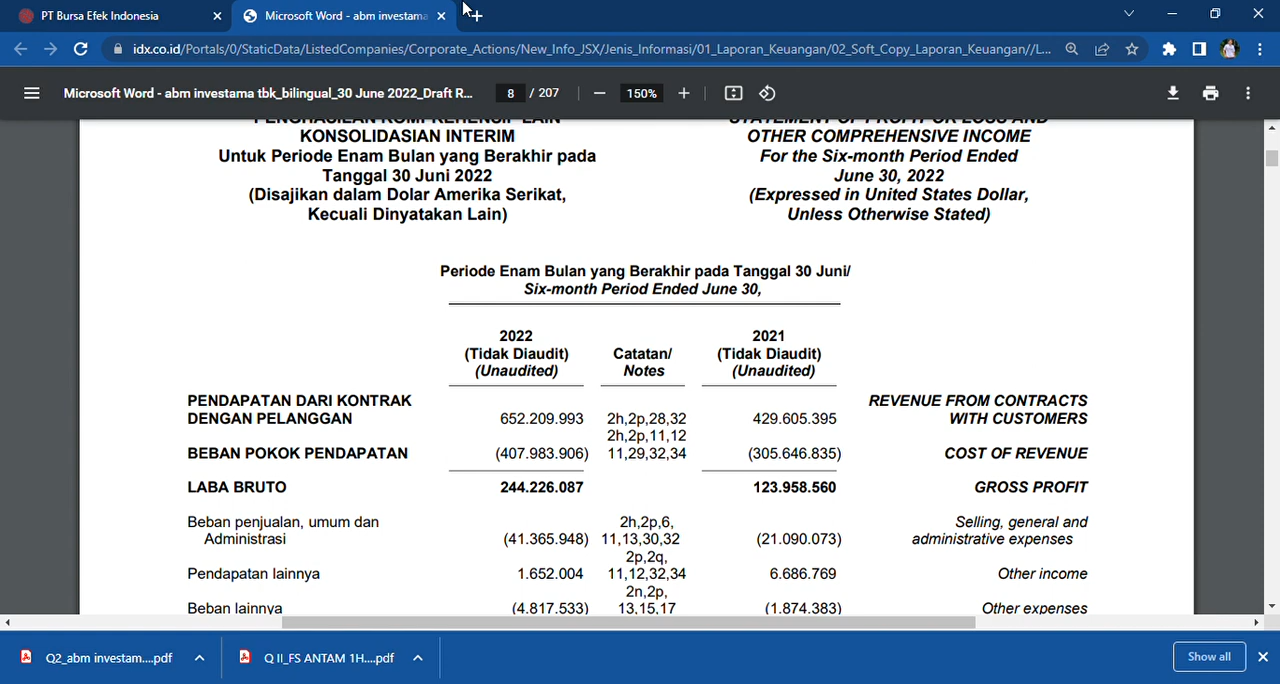 PT Bursa Efek Indonesia
Microsoft Word - abm investama
idx.co.id/Portals/0/StaticData/ListedCompanies/Corporate_Actions/New_Info_JSX/Jenis_Informasi/01_Laporan_Keuangan/02_Soft_Copy_Laporan_Keuangan//L...
Microsoft Word - abm investama tbk_bilingual_30 June 2022_Draft R... 8 / 207 150%
PENGHASILAN KOMPREHENSIF LAIN STATEMENT OF PROFIT OR LOSS AND
KONSOLIDASIAN INTERIM OTHER COMPREHENSIVE INCOME
Untuk Periode Enam Bulan yang Berakhir pada For the Six-month Period Ended
Tanggal 30 Juni 2022 June 30, 2022
(Disajikan dalam Dolar Amerika Serikat, (Expressed in United States Dollar,
Kecuali Dinyatakan Lain) Unless Otherwise Stated)
Periode Enam Bulan yang Berakhir pada Tanggal 30 Juni/
Six-month Period Ended June 30,
2022 2021
(Tidak Diaudit) Catatan/ (Tidak Diaudit)
(Unaudited) Notes (Unaudited)
PENDAPATAN DARI KONTRAK REVENUE FROM CONTRACTS
DENGAN PELANGGAN 652.209.993 2h,2p,28,32 429.605.395 WITH CUSTOMERS
2h,2p,11,12
BEBAN POKOK PENDAPATAN (407.983.906) 11,29,32,34 (305.646.835) COST OF REVENUE
LABA BRUTO 244.226.087 123.958.560 GROSS PROFIT
Beban penjualan, umum dan 2h,2p,6, Selling, general and
Administrasi (41.365.948) 11,13,30,32 (21.090.073) administrative expenses
2p,2q,
Pendapatan lainnya 1.652.004 11,12,32,34 6.686.769 Other income
2n,2p,
Beban lainnya (4.817.533) 13,15,17 (1.874.383) Other expenses
Q2_abm investam....pdf Q II_FS ANTAM 1H....pdf Show all